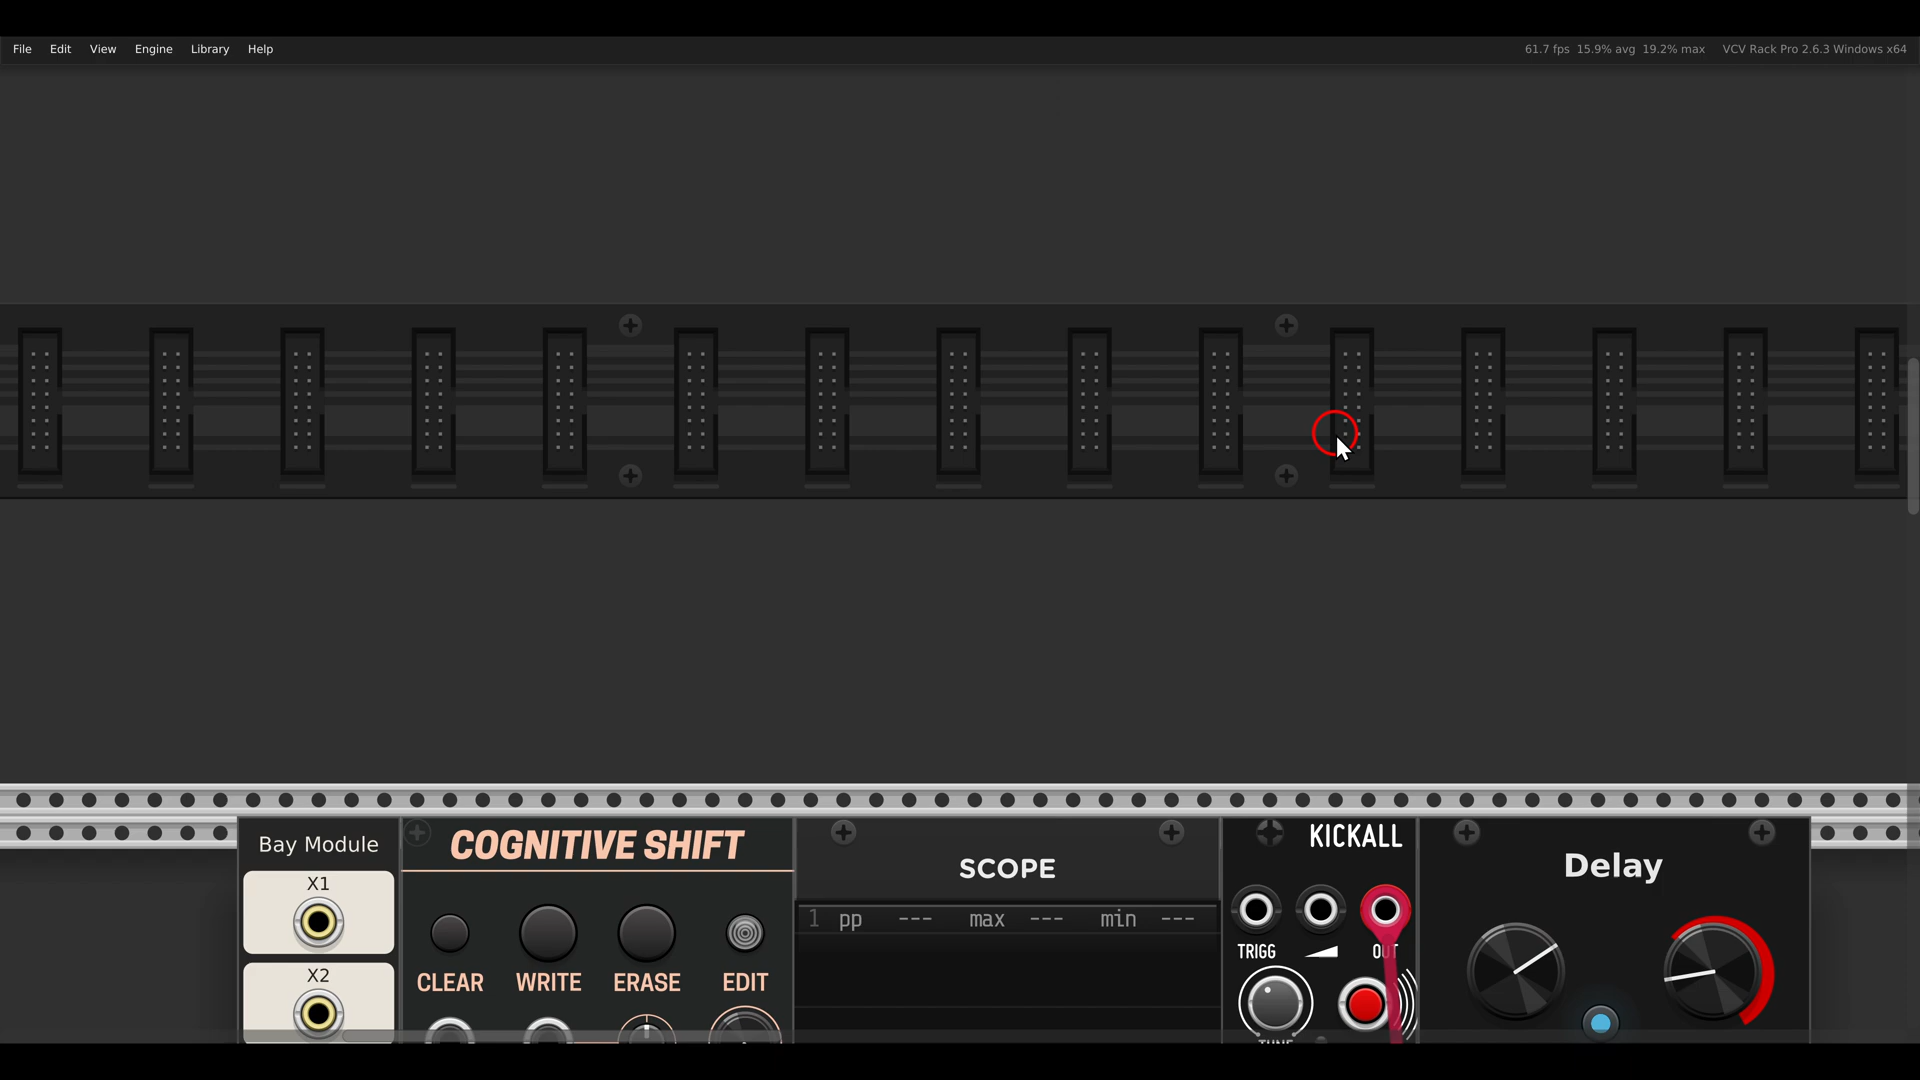 File Edit View Engine Library Help
61.7 fps 15.9% avg 19.2% max VCV Rack Pro 2.6.3 Windows x64
Bay Module
COGNITIVE SHIFT
SCOPE
KICKALL
Delay
X1
1 pp --- max --- min ---
TRIGG OUT
X2
CLEAR WRITE ERASE EDIT
TUNE